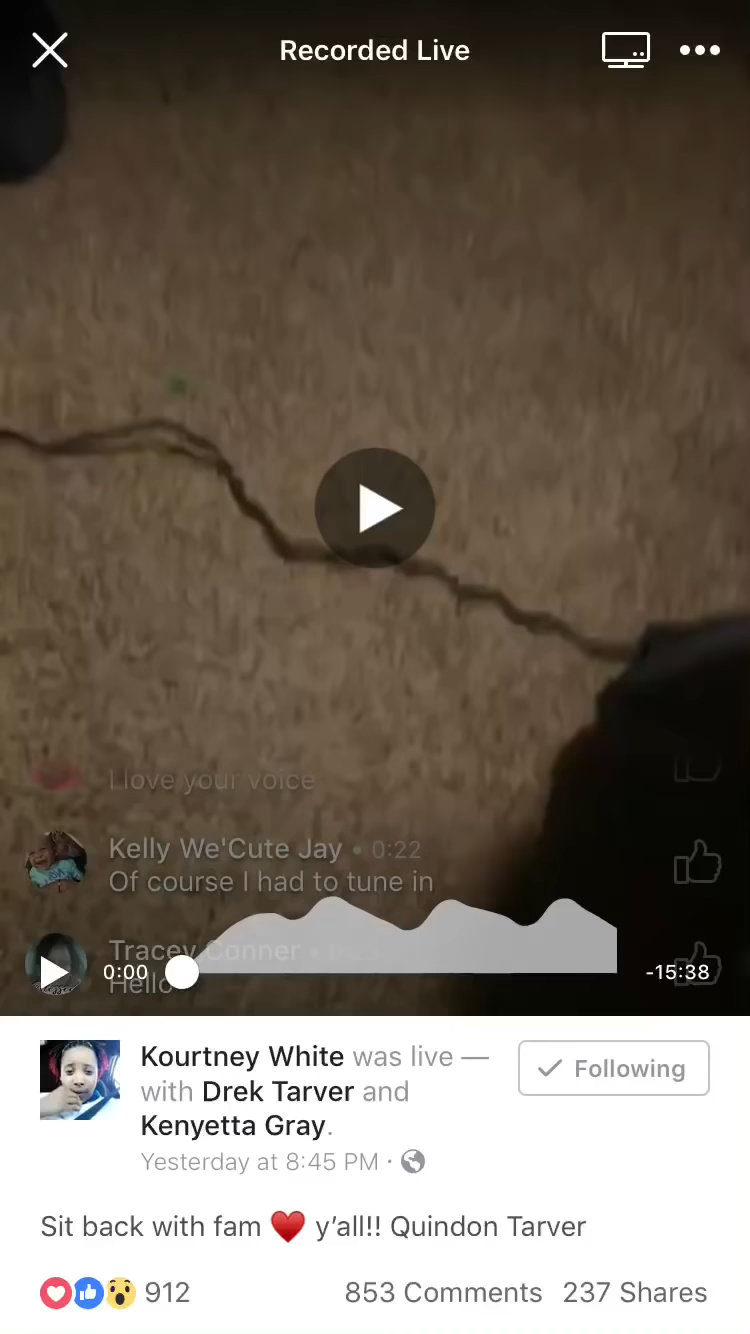 Recorded Live
I love your voice
Kelly We'Cute Jay • 0:22
Of course I had to tune in
Tracey Conner •
0:00
-15:38
Hello
Kourtney White was live —
Following
with Drek Tarver and
Kenyetta Gray.
Yesterday at 8:45 PM ·
Sit back with fam ♥️ y'all!! Quindon Tarver
912
853 Comments 237 Shares